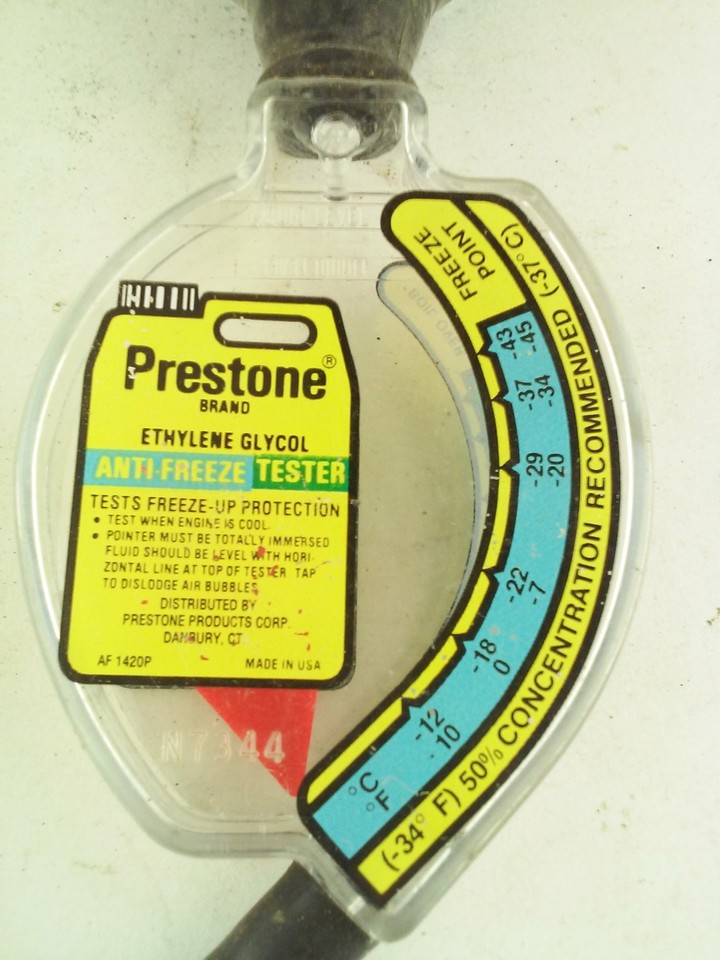 Prestone®
BRAND
ETHYLENE GLYCOL
ANTI-FREEZE TESTER
TESTS FREEZE-UP PROTECTION
• TEST WHEN ENGINE IS COOL.
• POINTER MUST BE TOTALLY IMMERSED
FLUID SHOULD BE LEVEL WITH HORI-
ZONTAL LINE AT TOP OF TESTER TAP
TO DISLODGE AIR BUBBLES
DISTRIBUTED BY
PRESTONE PRODUCTS CORP.
DANBURY, CT
AF 1420P MADE IN USA
N7344
FREEZE
POINT
-43 -45
-37 -34
-29 -20
-22 -7
-18 0
-12 10
°C
°F
(-34° F) 50% CONCENTRATION RECOMMENDED (-37° C)
BOIL OVER